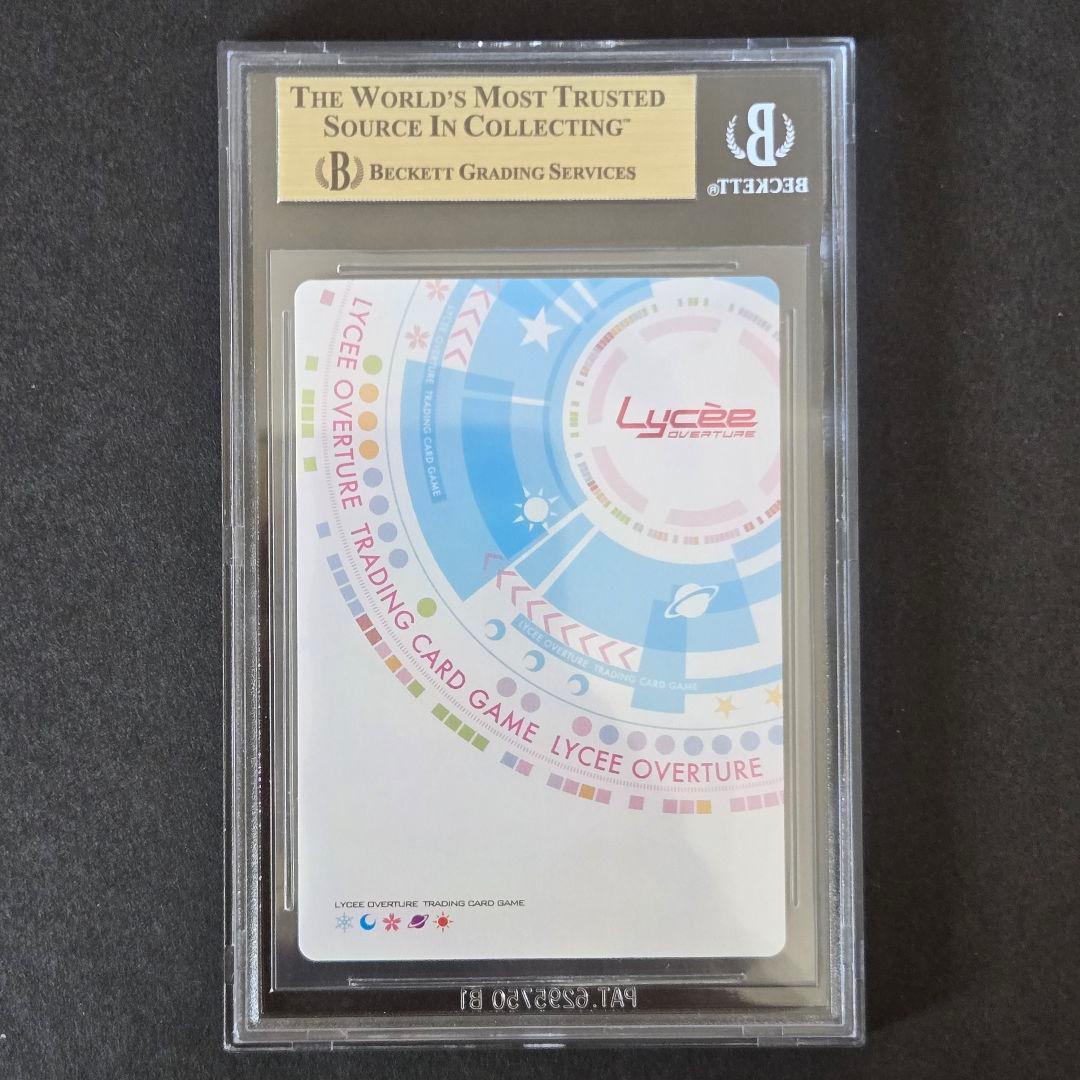 THE WORLD'S MOST TRUSTED
SOURCE IN COLLECTING™
B BECKETT GRADING SERVICES
B
BECKETT®
LYCEE OVERTURE TRADING CARD GAME LYCEE OVERTURE
LYCEE OVERTURE TRADING CARD GAME
Lycèe
OVERTURE
LYCEE OVERTURE TRADING CARD GAME
LYCEE OVERTURE TRADING CARD GAME
PAT.6295750 B1